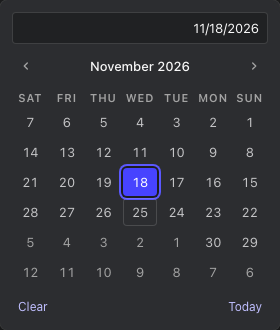 11/18/2026
November 2026
SAT FRI THU WED TUE MON SUN
7 6 5 4 3 2 1
14 13 12 11 10 9 8
21 20 19 18 17 16 15
28 27 26 25 24 23 22
5 4 3 2 1 30 29
12 11 10 9 8 7 6
Clear Today